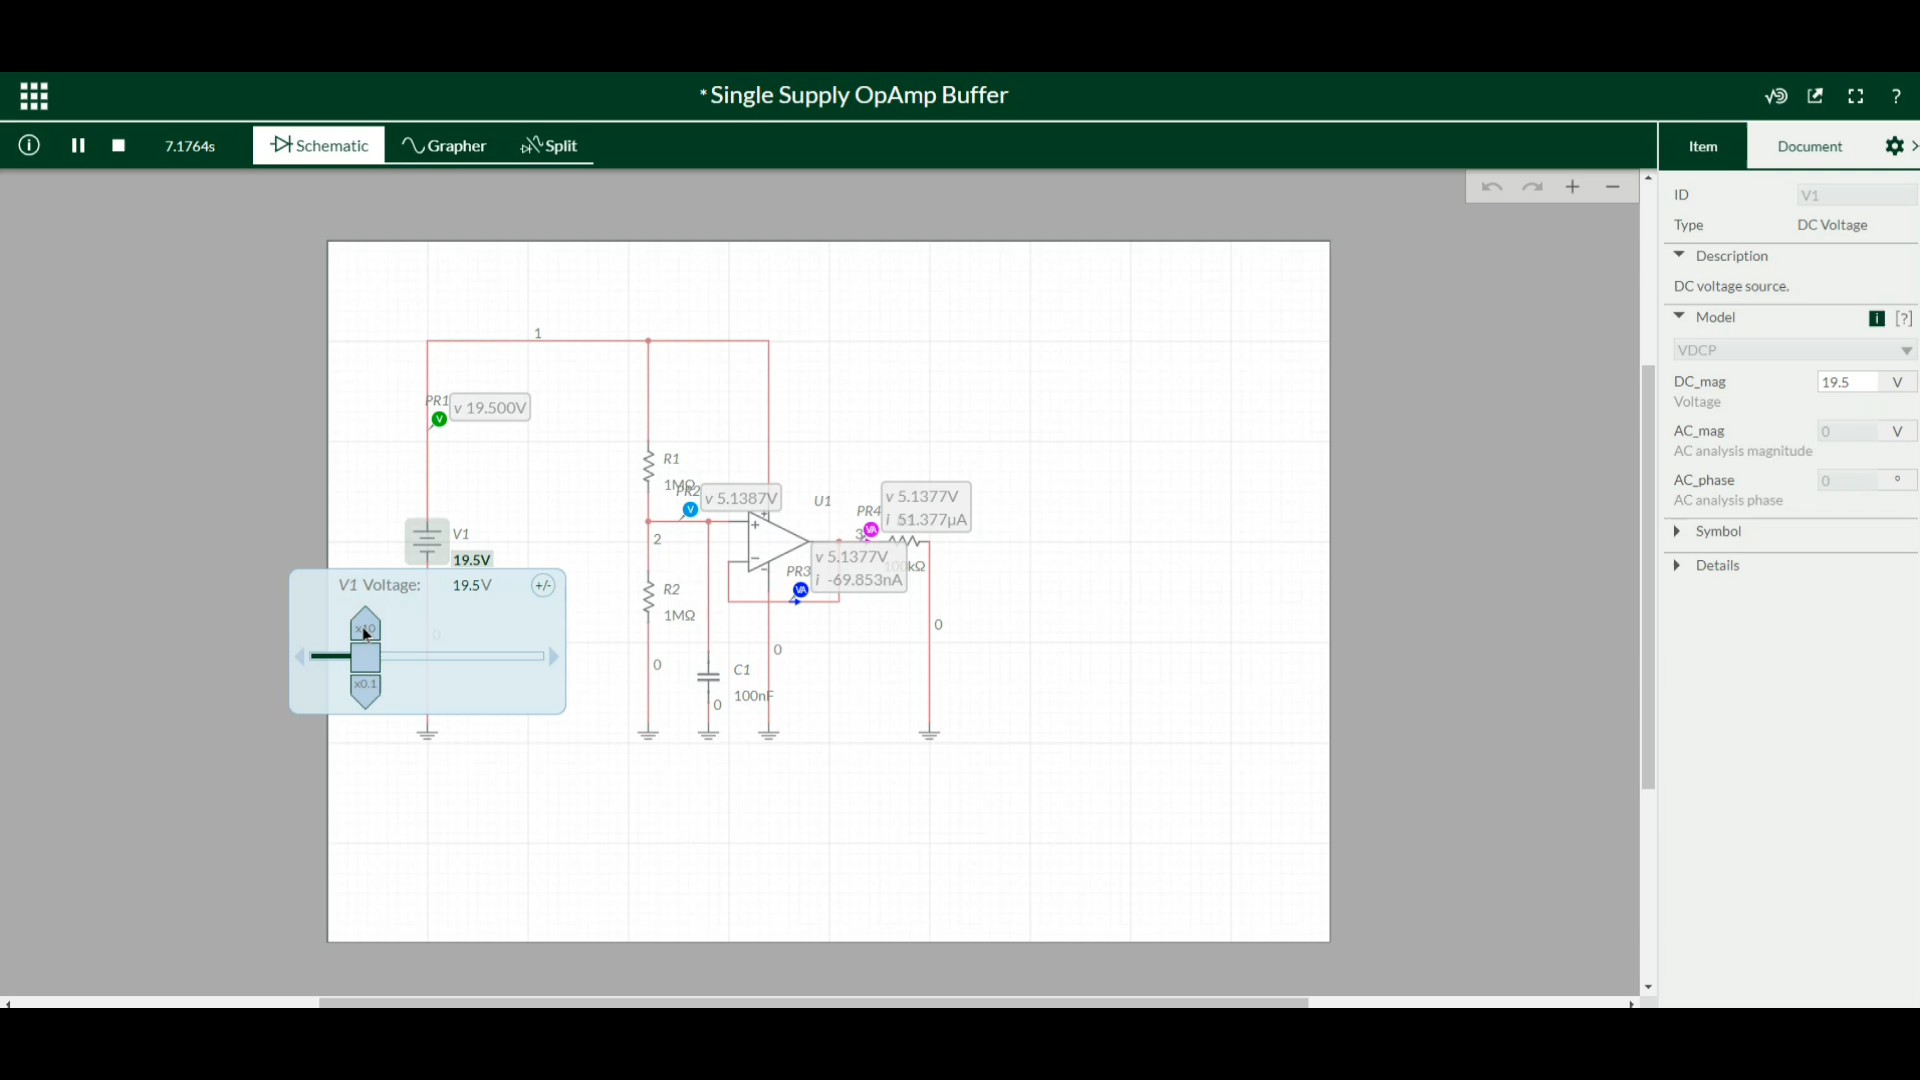 * Single Supply OpAmp Buffer
?
7.1764s
Schematic
Grapher
Split
Item
Document
ID
V1
Type
DC Voltage
Description
DC voltage source.
Model
i [?]
VDCP
DC_mag
19.5
V
Voltage
AC_mag
0
V
AC analysis magnitude
AC_phase
0
°
AC analysis phase
Symbol
Details
1
PR1
V
v 19.500V
R1
1MΩ
PR2
V
v 5.1387V
U1
PR4
VA
v 5.1377V
i 51.377µA
2
3
V1
19.5V
v 5.1377V
i -69.853nA
PR3
VA
V1 Voltage:
19.5V
+/-
x10
x0.1
0
R2
1MΩ
0
0
0
C1
100nF
0